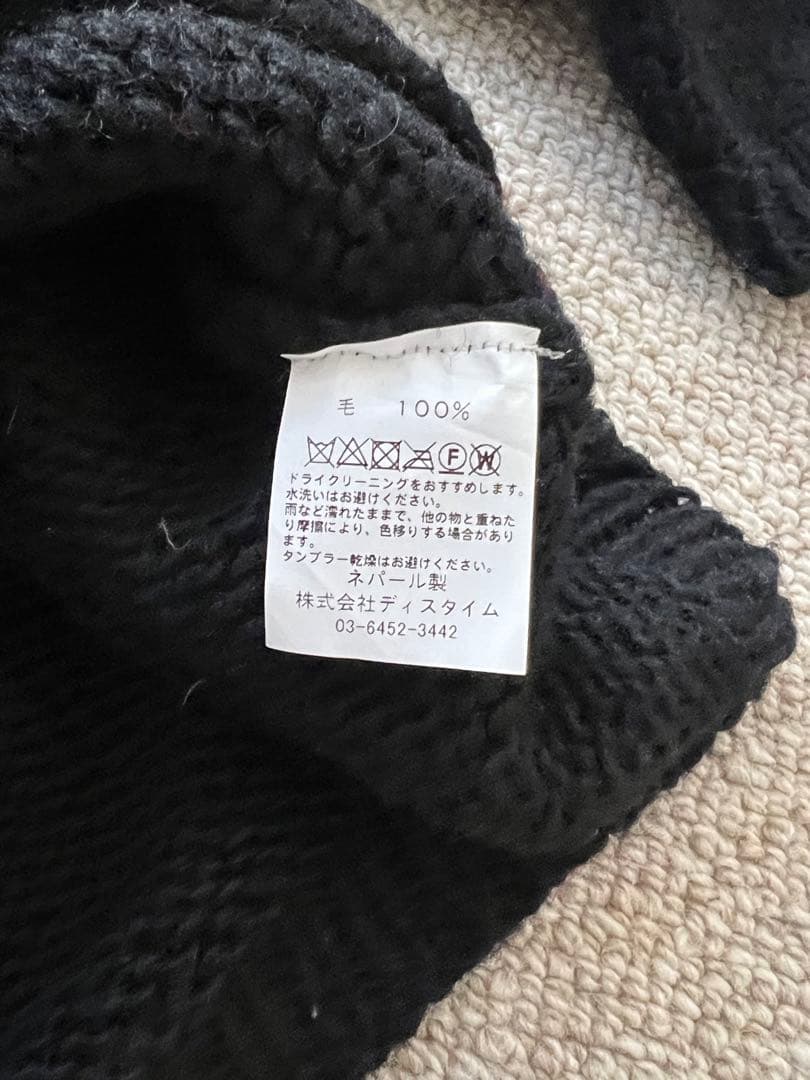 毛 100%
F W
ドライクリーニングをおすすめします。
水洗いはお避けください。
雨など濡れたままで、他の物と重ねた
り摩擦により、色移りする場合があり
ます。
タンブラー乾燥はお避けください。
ネパール製
株式会社ディスタイム
03-6452-3442